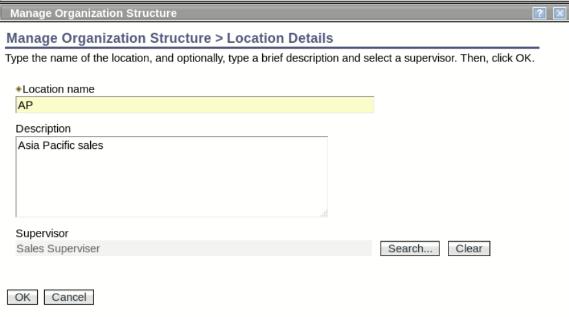 Manage Organization Structure
Manage Organization Structure > Location Details
Type the name of the location, and optionally, type a brief description and select a supervisor. Then, click OK.
Location name
AP
Description
Asia Pacific sales
Supervisor
Sales Superviser Search... Clear
OK Cancel